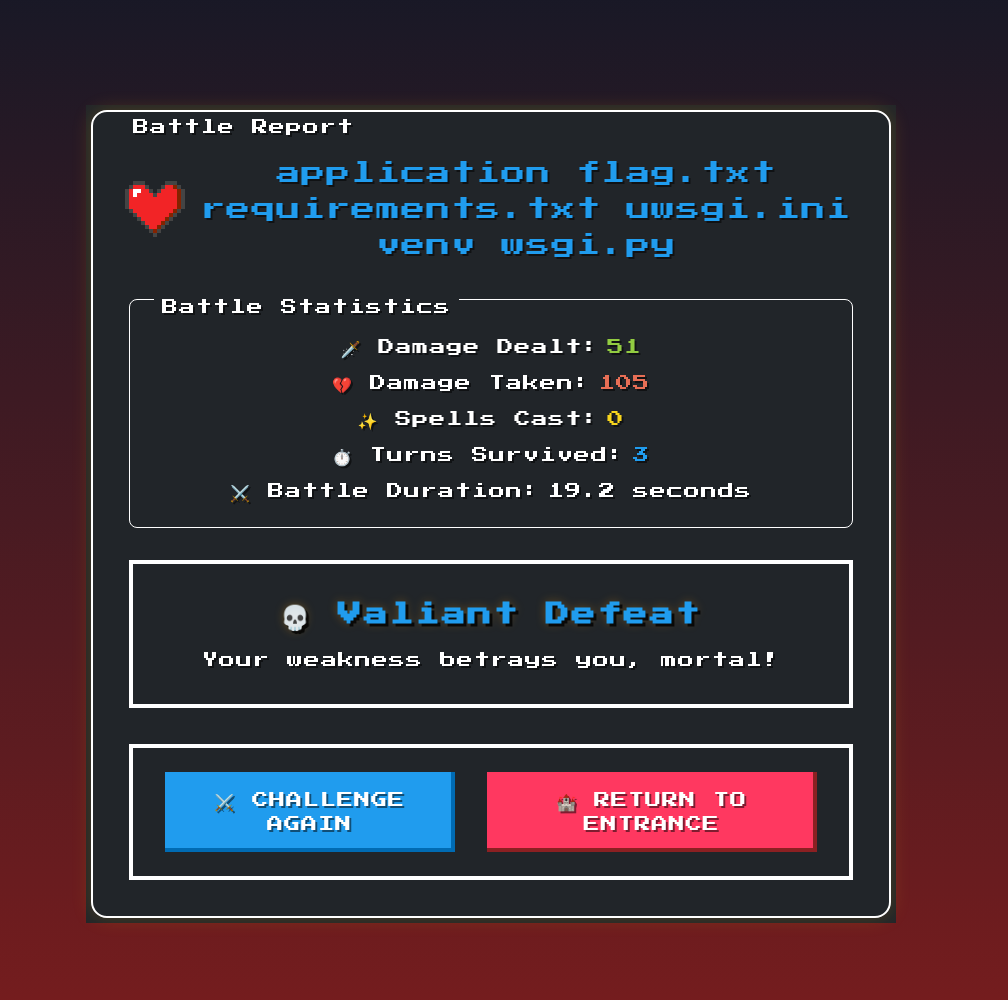 Battle Report
application flag.txt
requirements.txt uwsgi.ini
venv wsgi.py
Battle Statistics
Damage Dealt: 51
Damage Taken: 105
Spells Cast: 0
Turns Survived: 3
Battle Duration: 19.2 seconds
Valiant Defeat
Your weakness betrays you, mortal!
CHALLENGE
AGAIN
RETURN TO
ENTRANCE